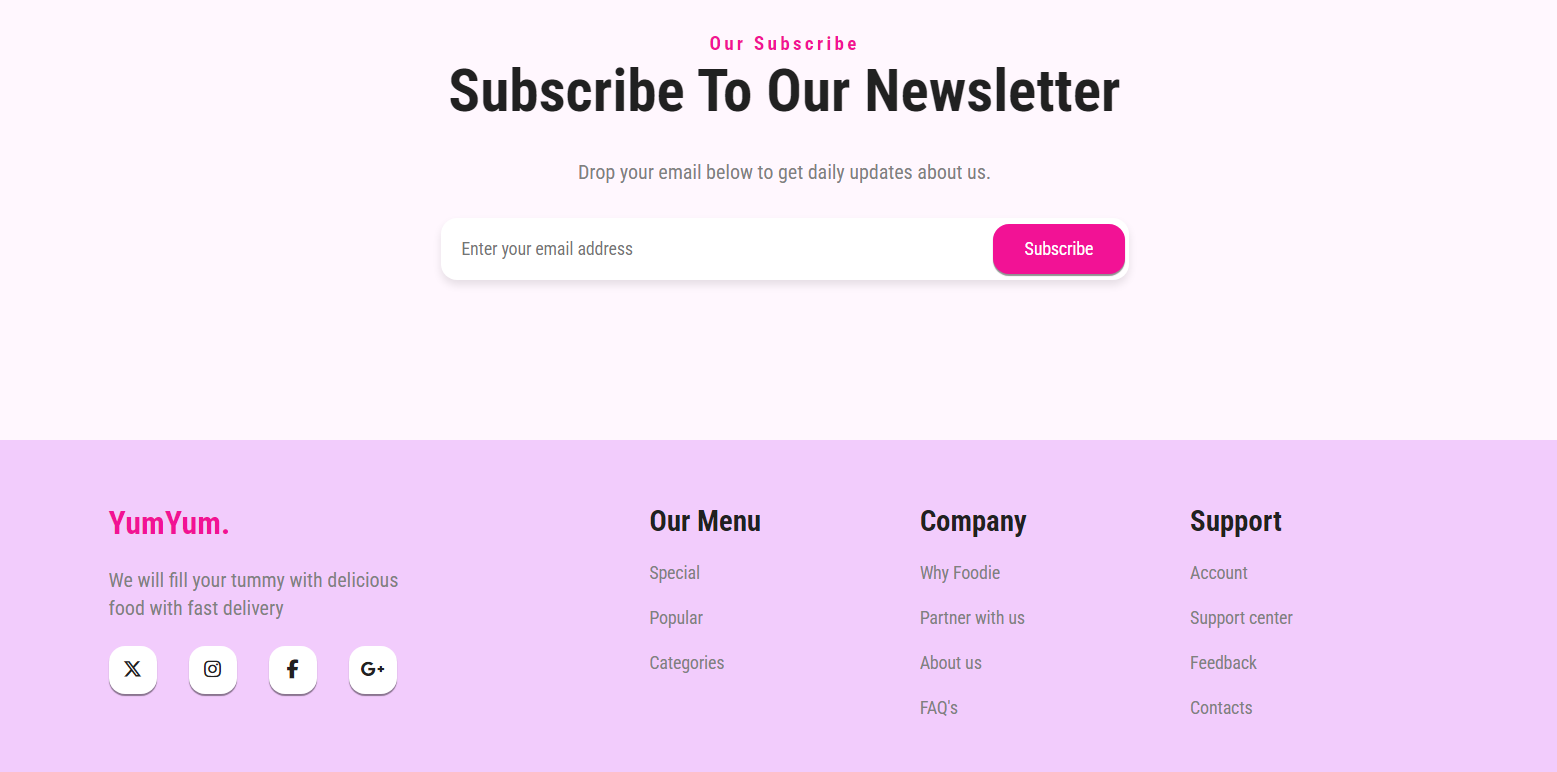 Our Subscribe
Subscribe To Our Newsletter
Drop your email below to get daily updates about us.
Enter your email address
Subscribe
YumYum.
We will fill your tummy with delicious
food with fast delivery
Our Menu
Special
Popular
Categories
Company
Why Foodie
Partner with us
About us
FAQ's
Support
Account
Support center
Feedback
Contacts